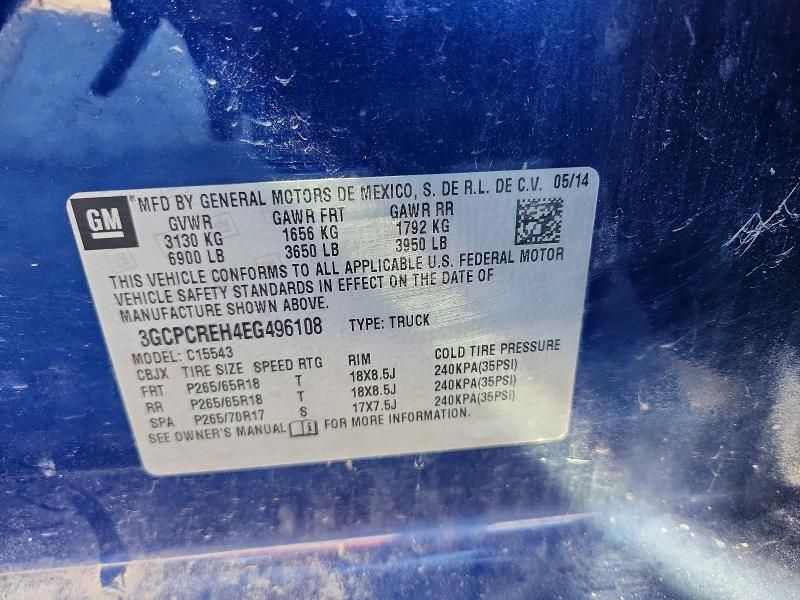 GM
MFD BY GENERAL MOTORS DE MEXICO, S. DE R.L. DE C.V. 05/14
GVWR GAWR FRT GAWR RR
3130 KG 1656 KG 1792 KG
6900 LB 3650 LB 3950 LB
THIS VEHICLE CONFORMS TO ALL APPLICABLE U.S. FEDERAL MOTOR
VEHICLE SAFETY STANDARDS IN EFFECT ON THE DATE OF
MANUFACTURE SHOWN ABOVE.
3GCPCREH4EG496108 TYPE: TRUCK
MODEL: C15543
CBJX TIRE SIZE SPEED RTG RIM COLD TIRE PRESSURE
FRT P265/65R18 T 18X8.5J 240KPA(35PSI)
RR P265/65R18 T 18X8.5J 240KPA(35PSI)
SPA P265/70R17 S 17X7.5J 240KPA(35PSI)
SEE OWNER'S MANUAL FOR MORE INFORMATION.